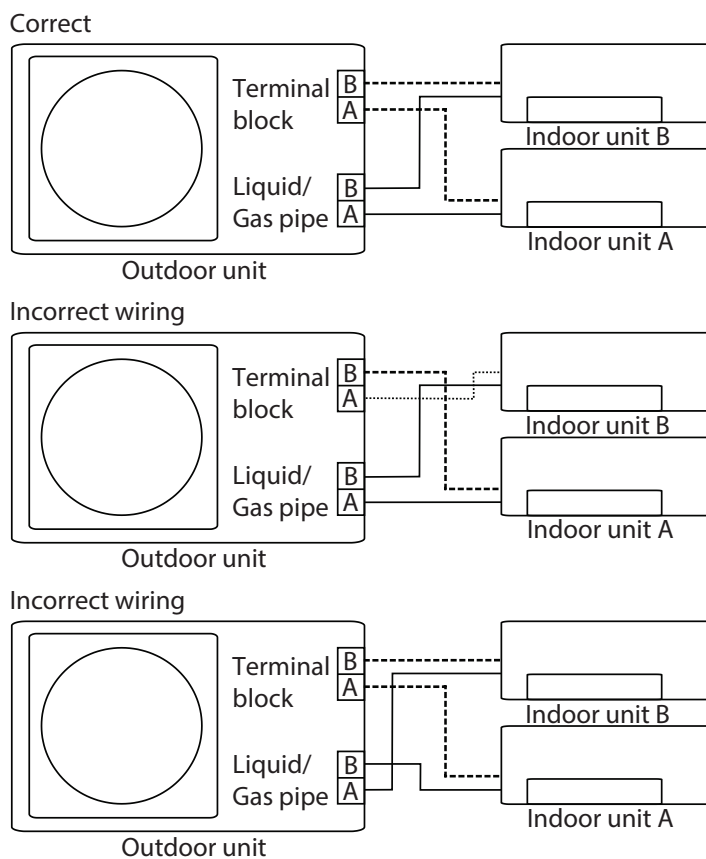 Correct
Terminal
block
B
A
Liquid/
Gas pipe
B
A
Outdoor unit
Indoor unit B
Indoor unit A
Incorrect wiring
Terminal
block
B
A
Liquid/
Gas pipe
B
A
Outdoor unit
Indoor unit B
Indoor unit A
Incorrect wiring
Terminal
block
B
A
Liquid/
Gas pipe
B
A
Outdoor unit
Indoor unit B
Indoor unit A